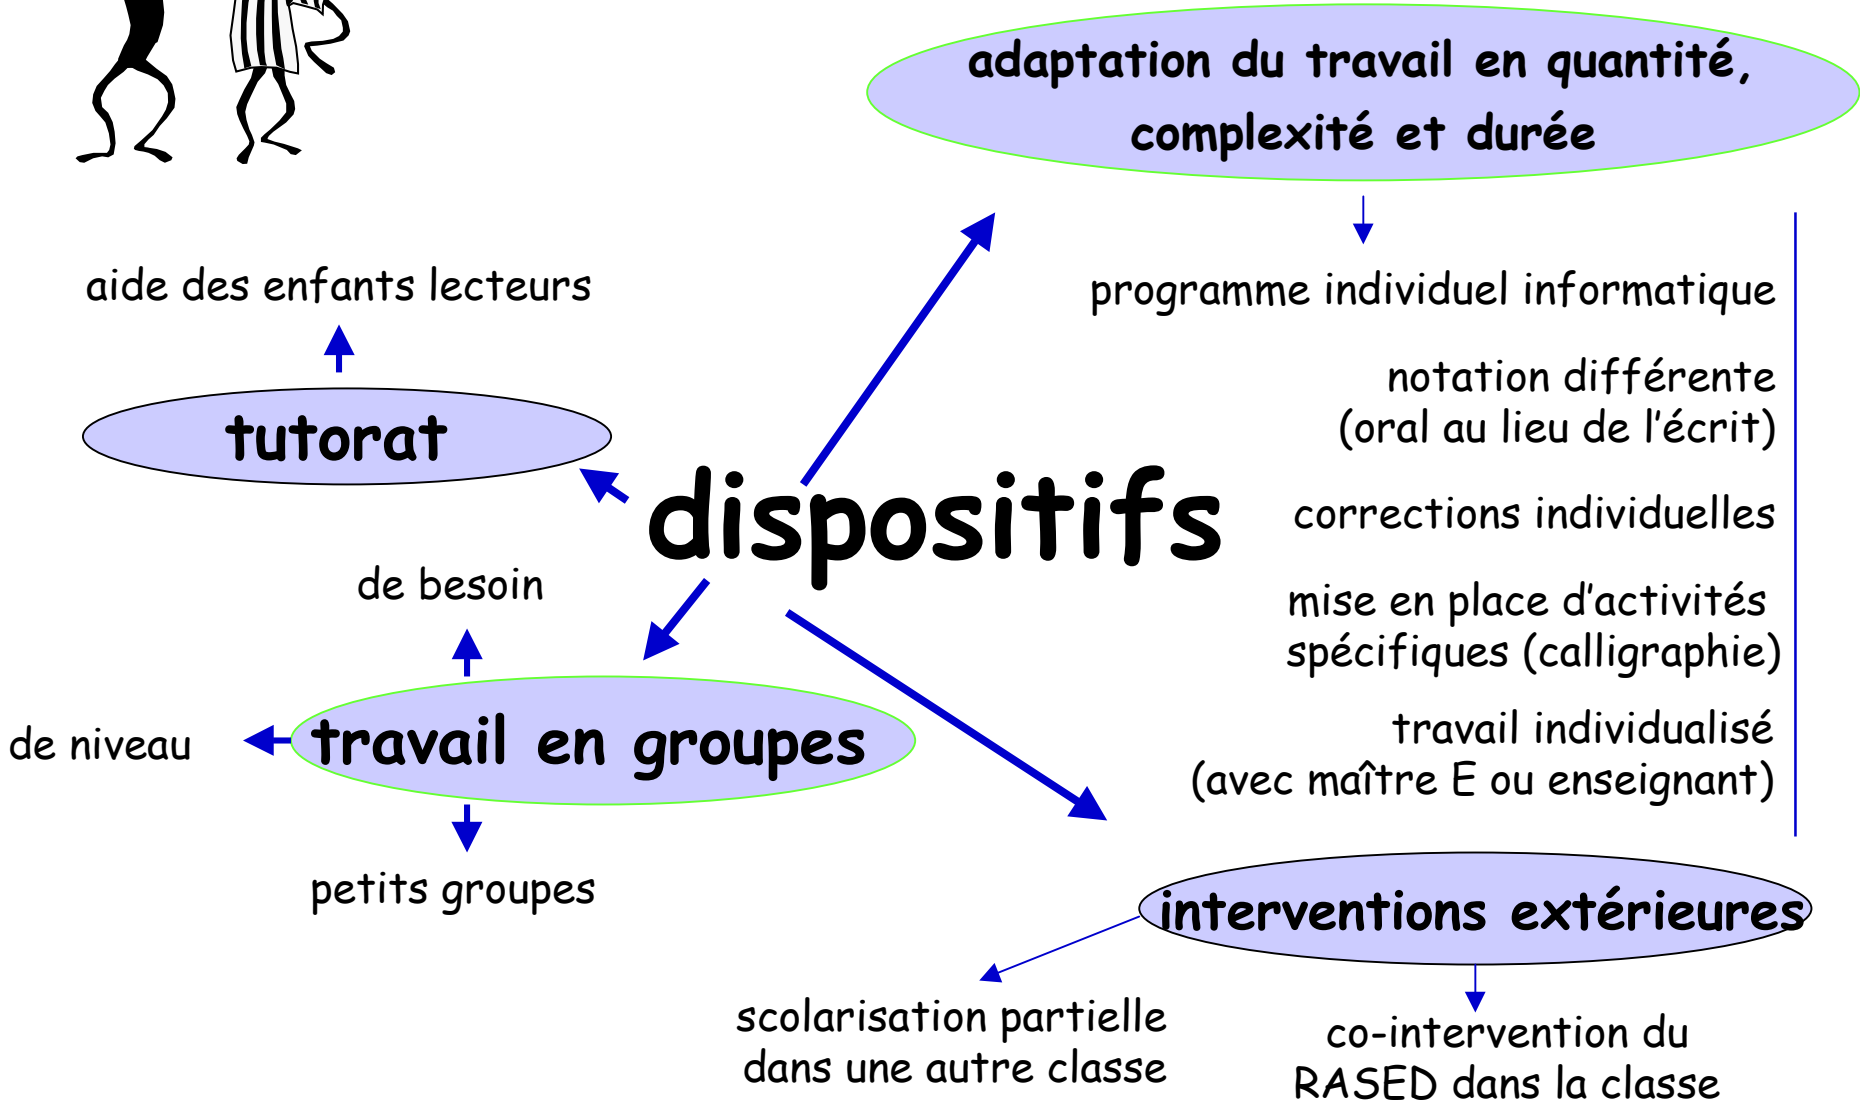 adaptation du travail en quantité,
complexité et durée
aide des enfants lecteurs
programme individuel informatique
notation différente
(oral au lieu de l'écrit)
tutorat
dispositifs
corrections individuelles
de besoin
mise en place d'activités
spécifiques (calligraphie)
travail en groupes
de niveau
travail individualisé
(avec maître E ou enseignant)
petits groupes
interventions extérieures
scolarisation partielle
dans une autre classe
co-intervention du
RASED dans la classe